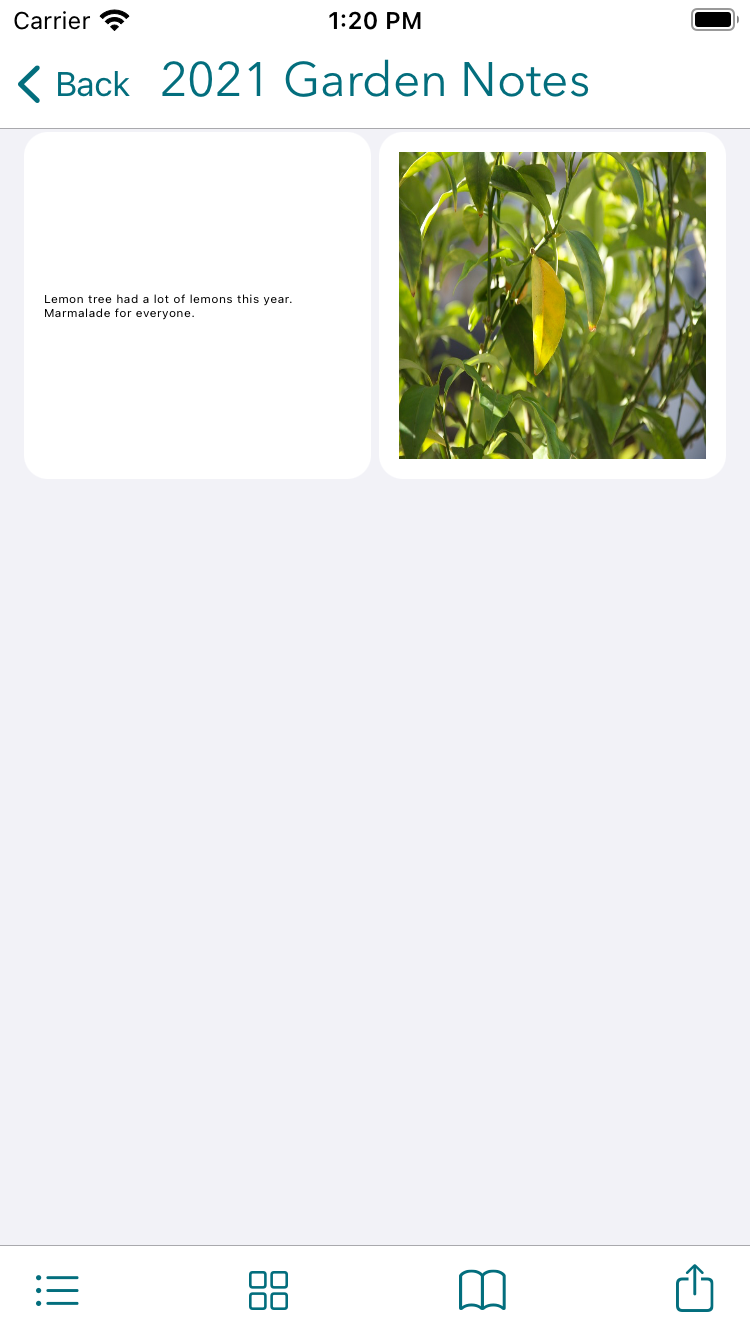 Carrier
1:20 PM
Back
2021 Garden Notes
Lemon tree had a lot of lemons this year.
Marmalade for everyone.